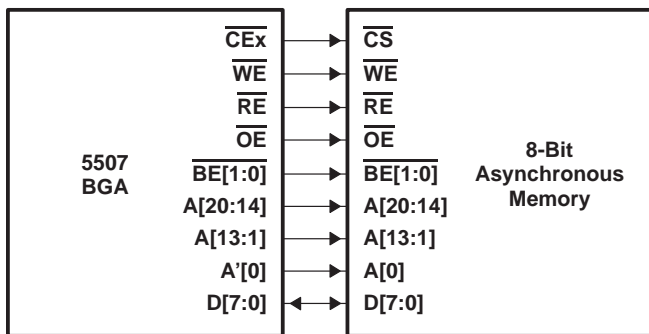 CEx CS
WE WE
RE RE
OE OE
5507
BGA
BE[1:0] BE[1:0]
8-Bit
Asynchronous
Memory
A[20:14] A[20:14]
A[13:1] A[13:1]
A'[0] A[0]
D[7:0] D[7:0]